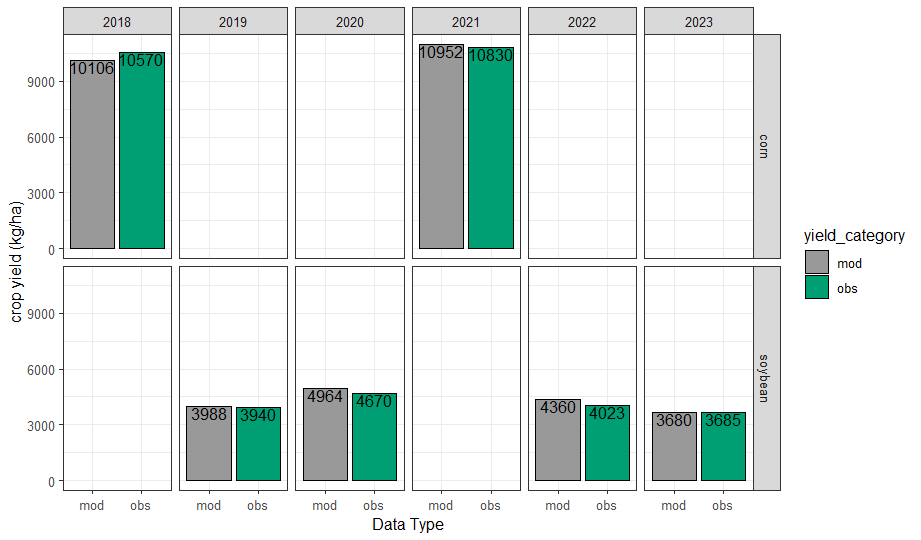 2018 2019 2020 2021 2022 2023
10106 10570 10952 10830
9000
6000
3000
0
corn
crop yield (kg/ha)
9000
6000
3000
0
3988 3940 4964 4670 4360 4023 3680 3685
soybean
mod obs mod obs mod obs mod obs mod obs mod obs
Data Type
yield_category
mod
obs